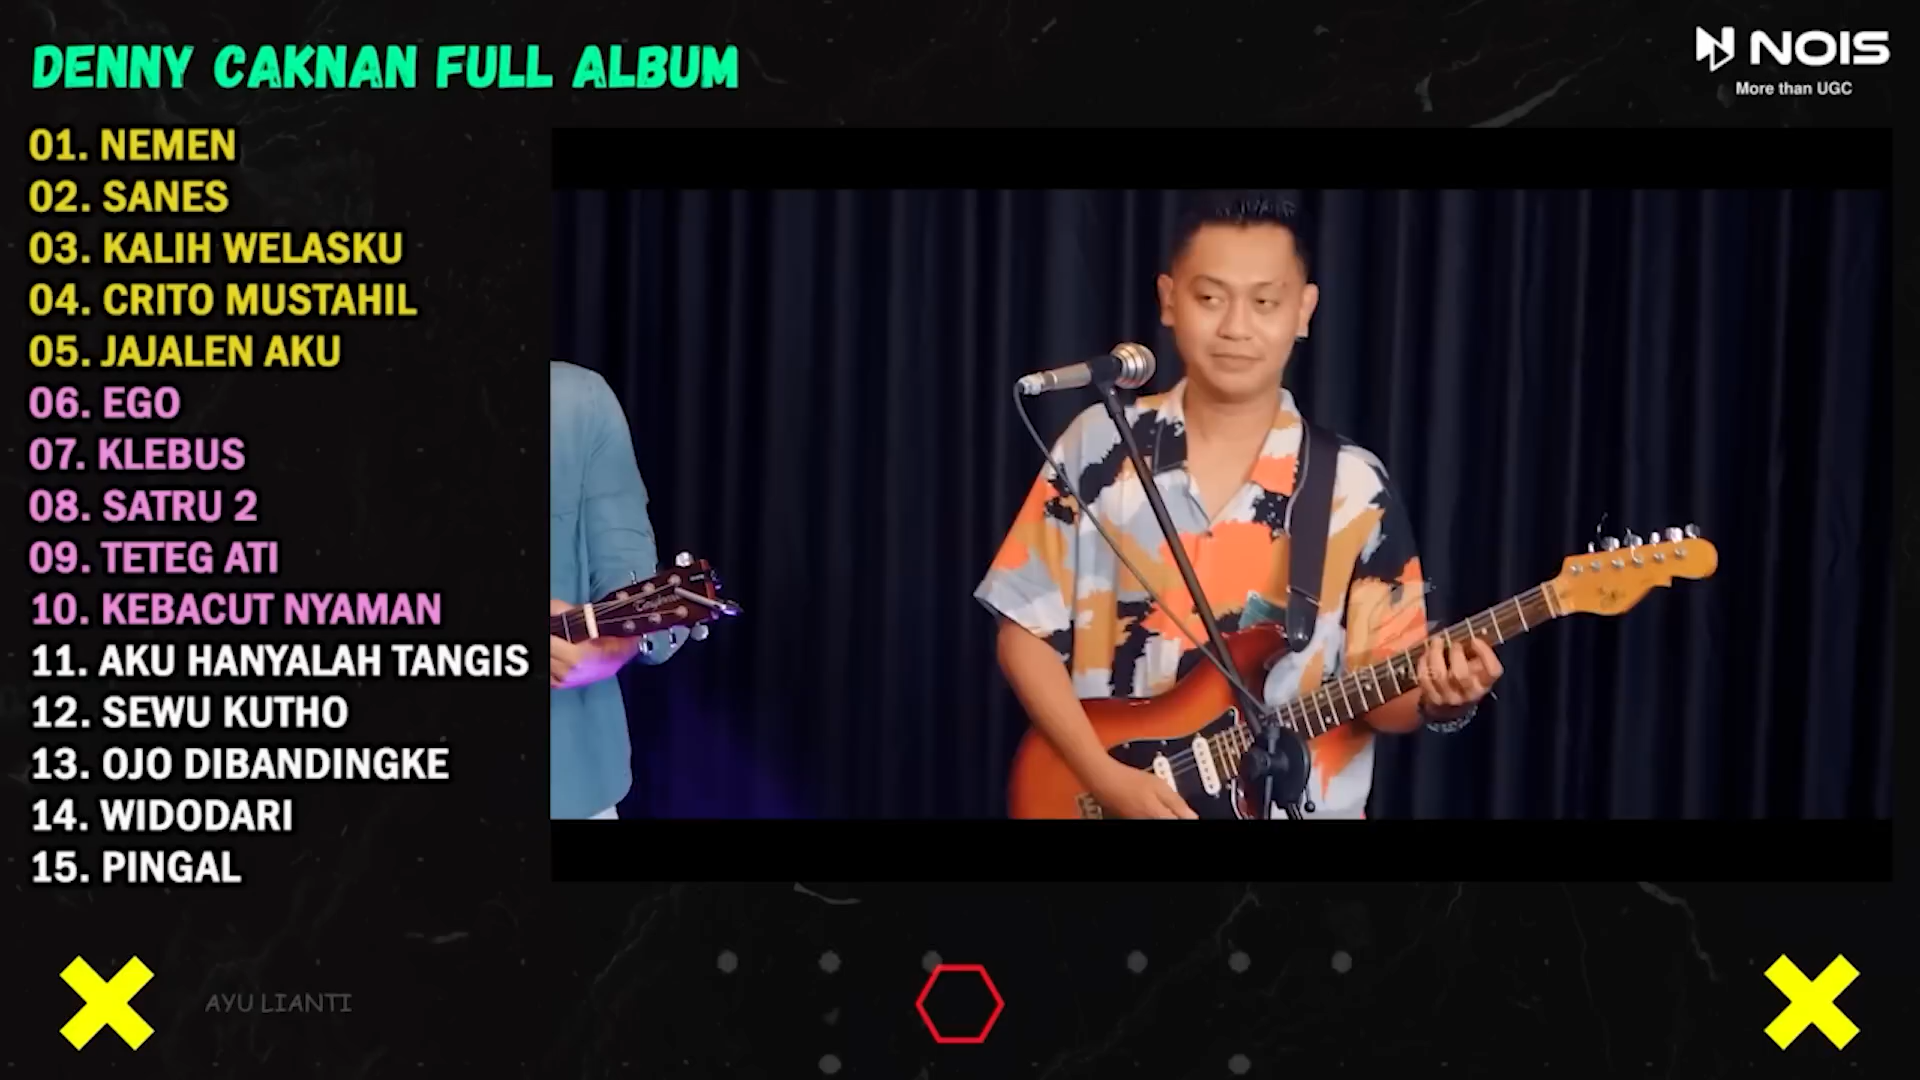 DENNY CAKNAN FULL ALBUM
NOIS
More than UGC
01. NEMEN
02. SANES
03. KALIH WELASKU
04. CRITO MUSTAHIL
05. JAJALEN AKU
06. EGO
07. KLEBUS
08. SATRU 2
09. TETEG ATI
10. KEBACUT NYAMAN
11. AKU HANYALAH TANGIS
12. SEWU KUTHO
13. OJO DIBANDINGKE
14. WIDODARI
15. PINGAL
AYU LIANTI